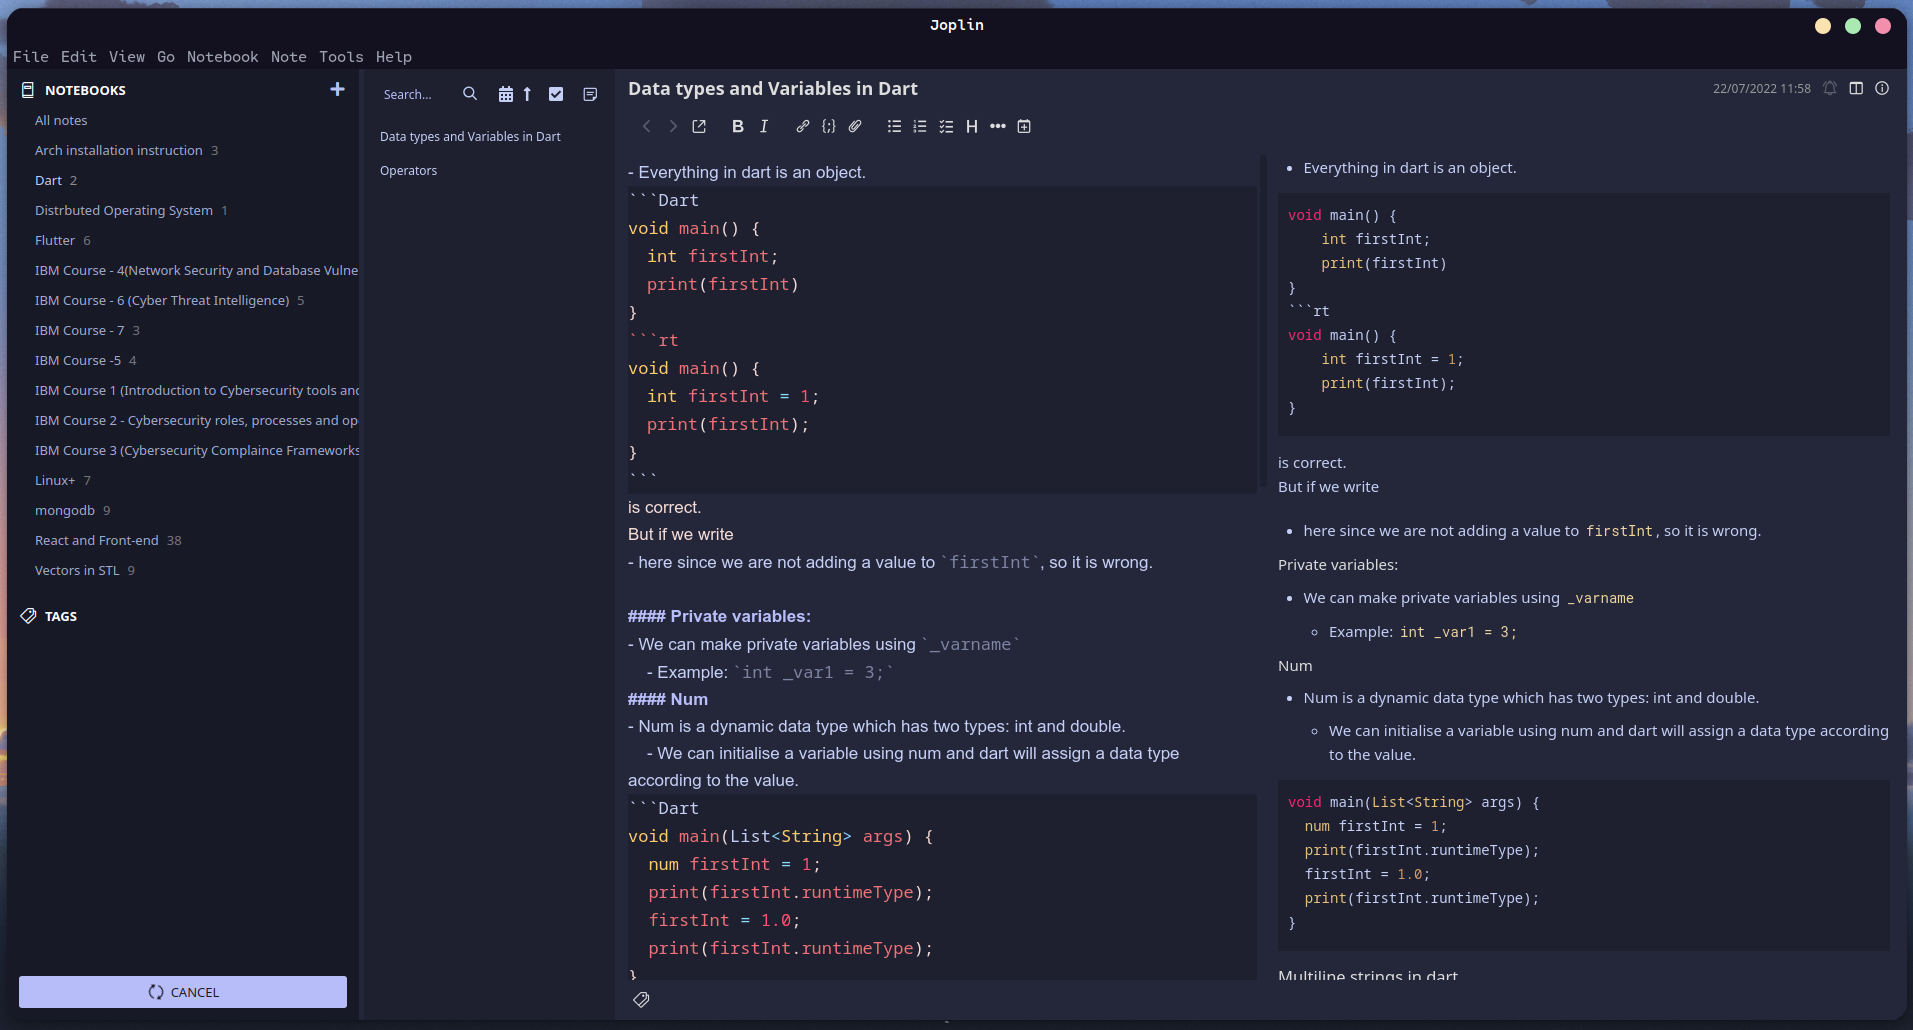 Joplin
File Edit View Go Notebook Note Tools Help
NOTEBOOKS
All notes
Arch installation instruction 3
Dart 2
Distrbuted Operating System 1
Flutter 6
IBM Course - 4(Network Security and Database Vulne
IBM Course - 6 (Cyber Threat Intelligence) 5
IBM Course - 7 3
IBM Course -5 4
IBM Course 1 (Introduction to Cybersecurity tools and
IBM Course 2 - Cybersecurity roles, processes and op
IBM Course 3 (Cybersecurity Complaince Frameworks
Linux+ 7
mongodb 9
React and Front-end 38
Vectors in STL 9
TAGS
CANCEL
Search...
Data types and Variables in Dart
Operators
Data types and Variables in Dart
22/07/2022 11:58
- Everything in dart is an object.
```Dart
void main() {
  int firstInt;
  print(firstInt)
}
```rt
void main() {
  int firstInt = 1;
  print(firstInt);
}
```
is correct.
But if we write
- here since we are not adding a value to `firstInt`, so it is wrong.
#### Private variables:
- We can make private variables using `_varname`
    - Example: `int _var1 = 3;`
#### Num
- Num is a dynamic data type which has two types: int and double.
    - We can initialise a variable using num and dart will assign a data type
according to the value.
```Dart
void main(List<String> args) {
  num firstInt = 1;
  print(firstInt.runtimeType);
  firstInt = 1.0;
  print(firstInt.runtimeType);
}
• Everything in dart is an object.
void main() {
    int firstInt;
    print(firstInt)
}
```rt
void main() {
    int firstInt = 1;
    print(firstInt);
}
is correct.
But if we write
• here since we are not adding a value to firstInt, so it is wrong.
Private variables:
• We can make private variables using _varname
◦ Example: int _var1 = 3;
Num
• Num is a dynamic data type which has two types: int and double.
◦ We can initialise a variable using num and dart will assign a data type according
to the value.
void main(List<String> args) {
  num firstInt = 1;
  print(firstInt.runtimeType);
  firstInt = 1.0;
  print(firstInt.runtimeType);
}
Multiline strings in dart